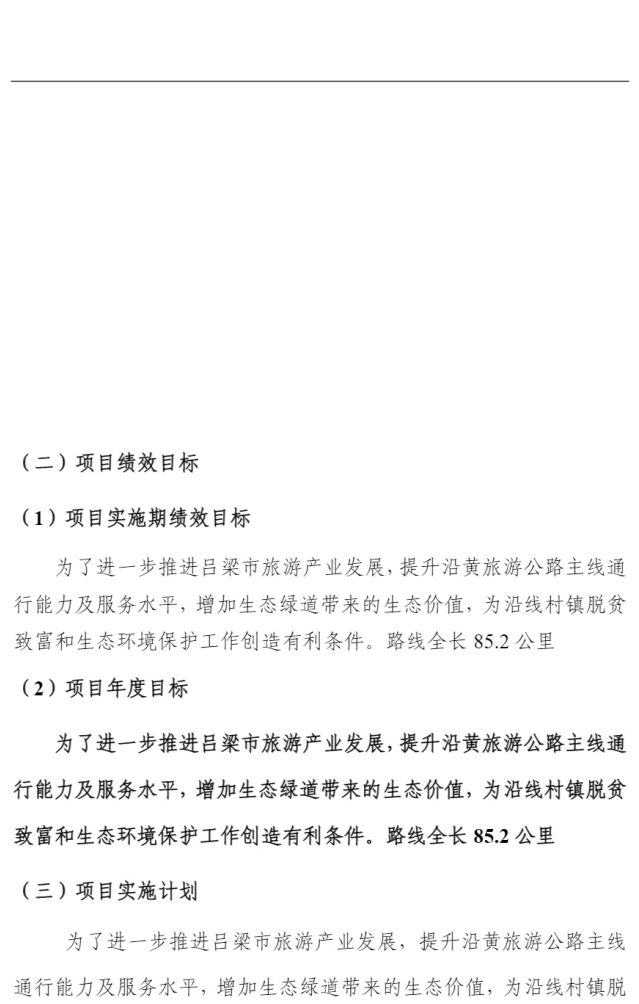 （二）项目绩效目标
（1）项目实施期绩效目标
为了进一步推进吕梁市旅游产业发展，提升沿黄旅游公路主线通
行能力及服务水平，增加生态绿道带来的生态价值，为沿线村镇脱贫
致富和生态环境保护工作创造有利条件。路线全长 85.2 公里
（2）项目年度目标
为了进一步推进吕梁市旅游产业发展，提升沿黄旅游公路主线通
行能力及服务水平，增加生态绿道带来的生态价值，为沿线村镇脱贫
致富和生态环境保护工作创造有利条件。路线全长 85.2 公里
（三）项目实施计划
为了进一步推进吕梁市旅游产业发展，提升沿黄旅游公路主线
通行能力及服务水平，增加生态绿道带来的生态价值，为沿线村镇脱